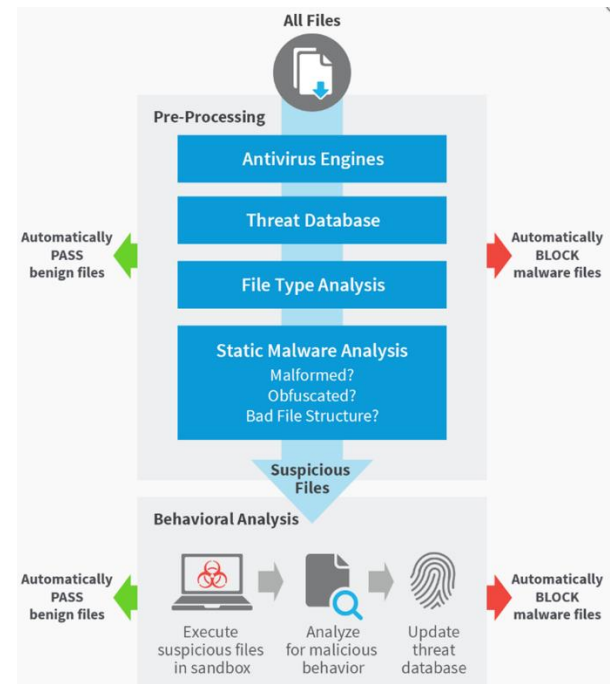 All Files
Pre-Processing
Antivirus Engines
Threat Database
Automatically
PASS
benign files
Automatically
BLOCK
malware files
File Type Analysis
Static Malware Analysis
Malformed?
Obfuscated?
Bad File Structure?
Suspicious
Files
Behavioral Analysis
Automatically
PASS
benign files
Automatically
BLOCK
malware files
Execute
suspicious files
in sandbox
Analyze
for malicious
behavior
Update
threat
database